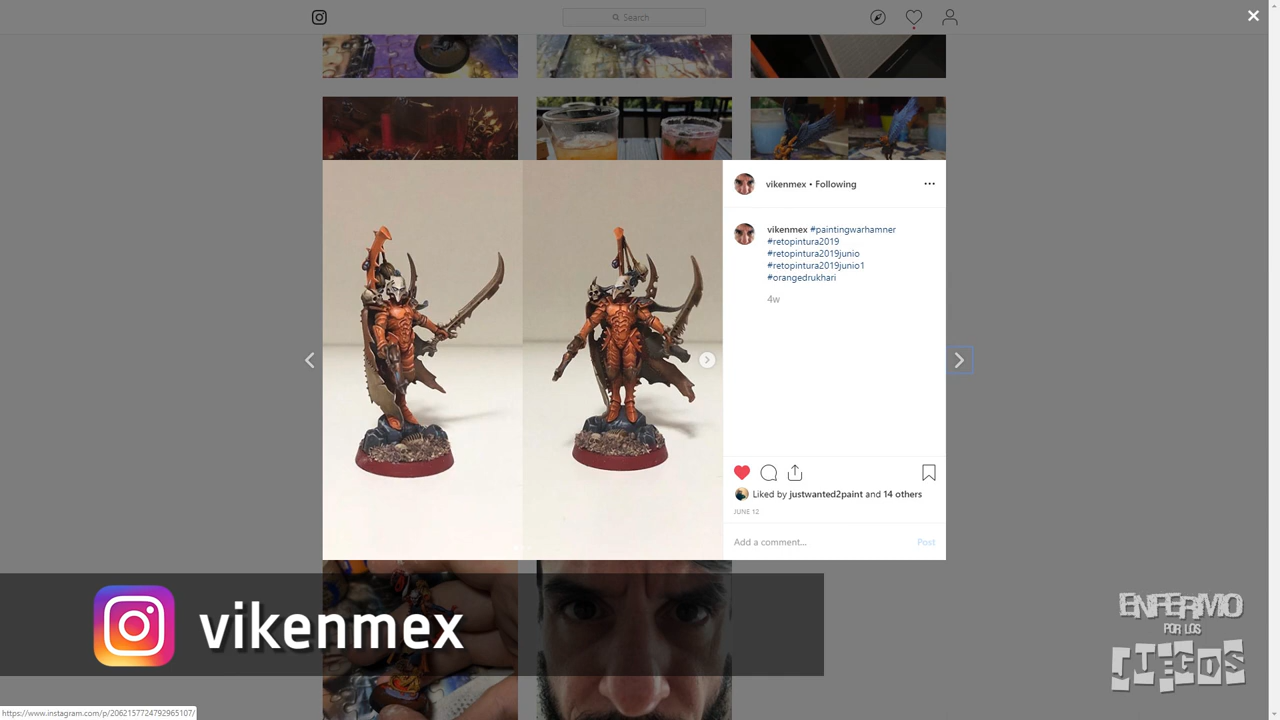 Search
vikenmex • Following
vikenmex #paintingwarhamner
#retopintura2019
#retopintura2019junio
#retopintura2019junio1
#orangedrukhari
4w
Liked by justwanted2paint and 14 others
JUNE 12
Add a comment...
Post
vikenmex
ENFERMO
POR LOS
JUEGOS
https://www.instagram.com/p/2062157724792965107/